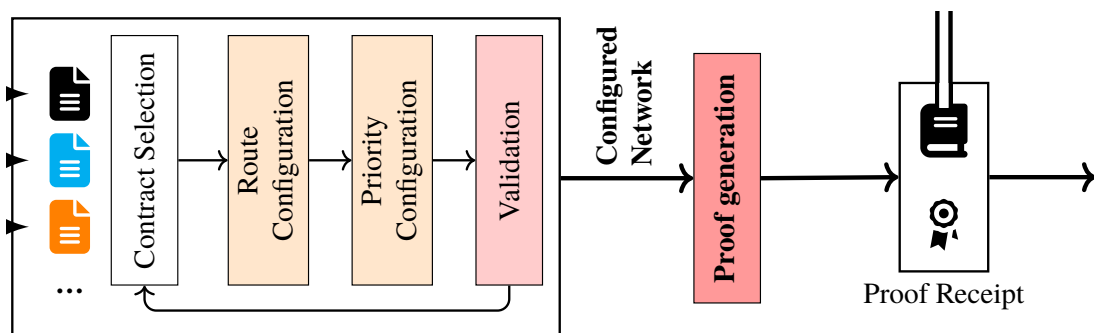 Contract Selection
Route
Configuration
Priority
Configuration
Validation
Configured
Network
Proof generation
Proof Receipt
...